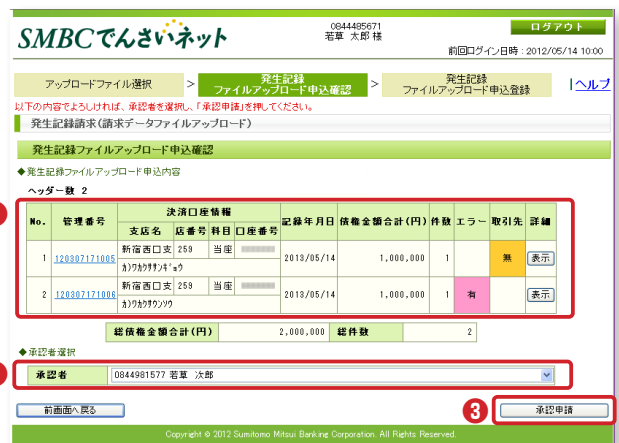 SMBCでんさいネット
0844485671
若草 太郎 様
ログアウト
前回ログイン日時：2012/05/14 10:00
アップロードファイル選択 > 発生記録 ファイルアップロード申込確認 > 発生記録 ファイルアップロード申込登録 | ヘルプ
以下の内容でよろしければ、承認者を選択し、「承認申請」を押してください。
発生記録請求(請求データファイルアップロード)
発生記録ファイルアップロード申込確認
◆発生記録ファイルアップロード申込内容
ヘッダー数 2
No. 管理番号 決済口座情報 記録年月日 債権金額合計(円) 件数 エラー 取引先 詳細
支店名 店番号 科目 口座番号
1 120307171005 新宿西口支 259 当座 2013/05/14 1,000,000 1 無 表示
カ)ワカクササンギョウ
2 120307171006 新宿西口支 259 当座 2013/05/14 1,000,000 1 有 表示
カ)ワカクサウンソウ
総債権金額合計(円) 2,000,000 総件数 2
◆承認者選択
承認者 0844981577 若草 次郎
前画面へ戻る
3 承認申請
Copyright © 2012 Sumitomo Mitsui Banking Corporation. All Rights Reserved.